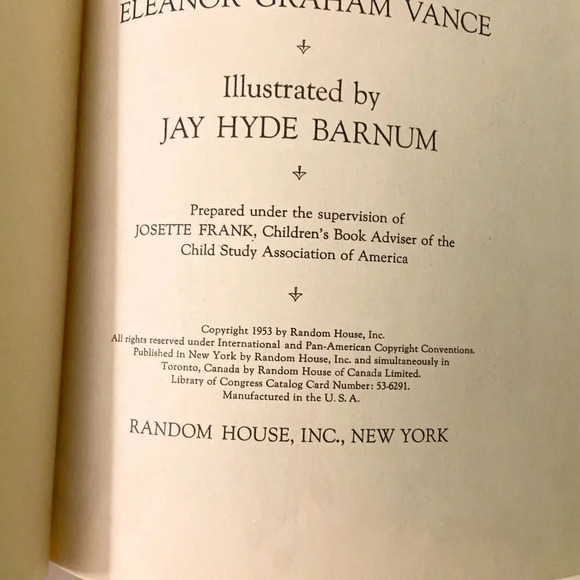 ELEANOR GRAHAM VANCE
Illustrated by
JAY HYDE BARNUM
Prepared under the supervision of
JOSETTE FRANK, Children's Book Adviser of the
Child Study Association of America
Copyright 1953 by Random House, Inc.
All rights reserved under International and Pan-American Copyright Conventions.
Published in New York by Random House, Inc. and simultaneously in
Toronto, Canada by Random House of Canada Limited.
Library of Congress Catalog Card Number: 53-6291.
Manufactured in the U. S. A.
RANDOM HOUSE, INC., NEW YORK